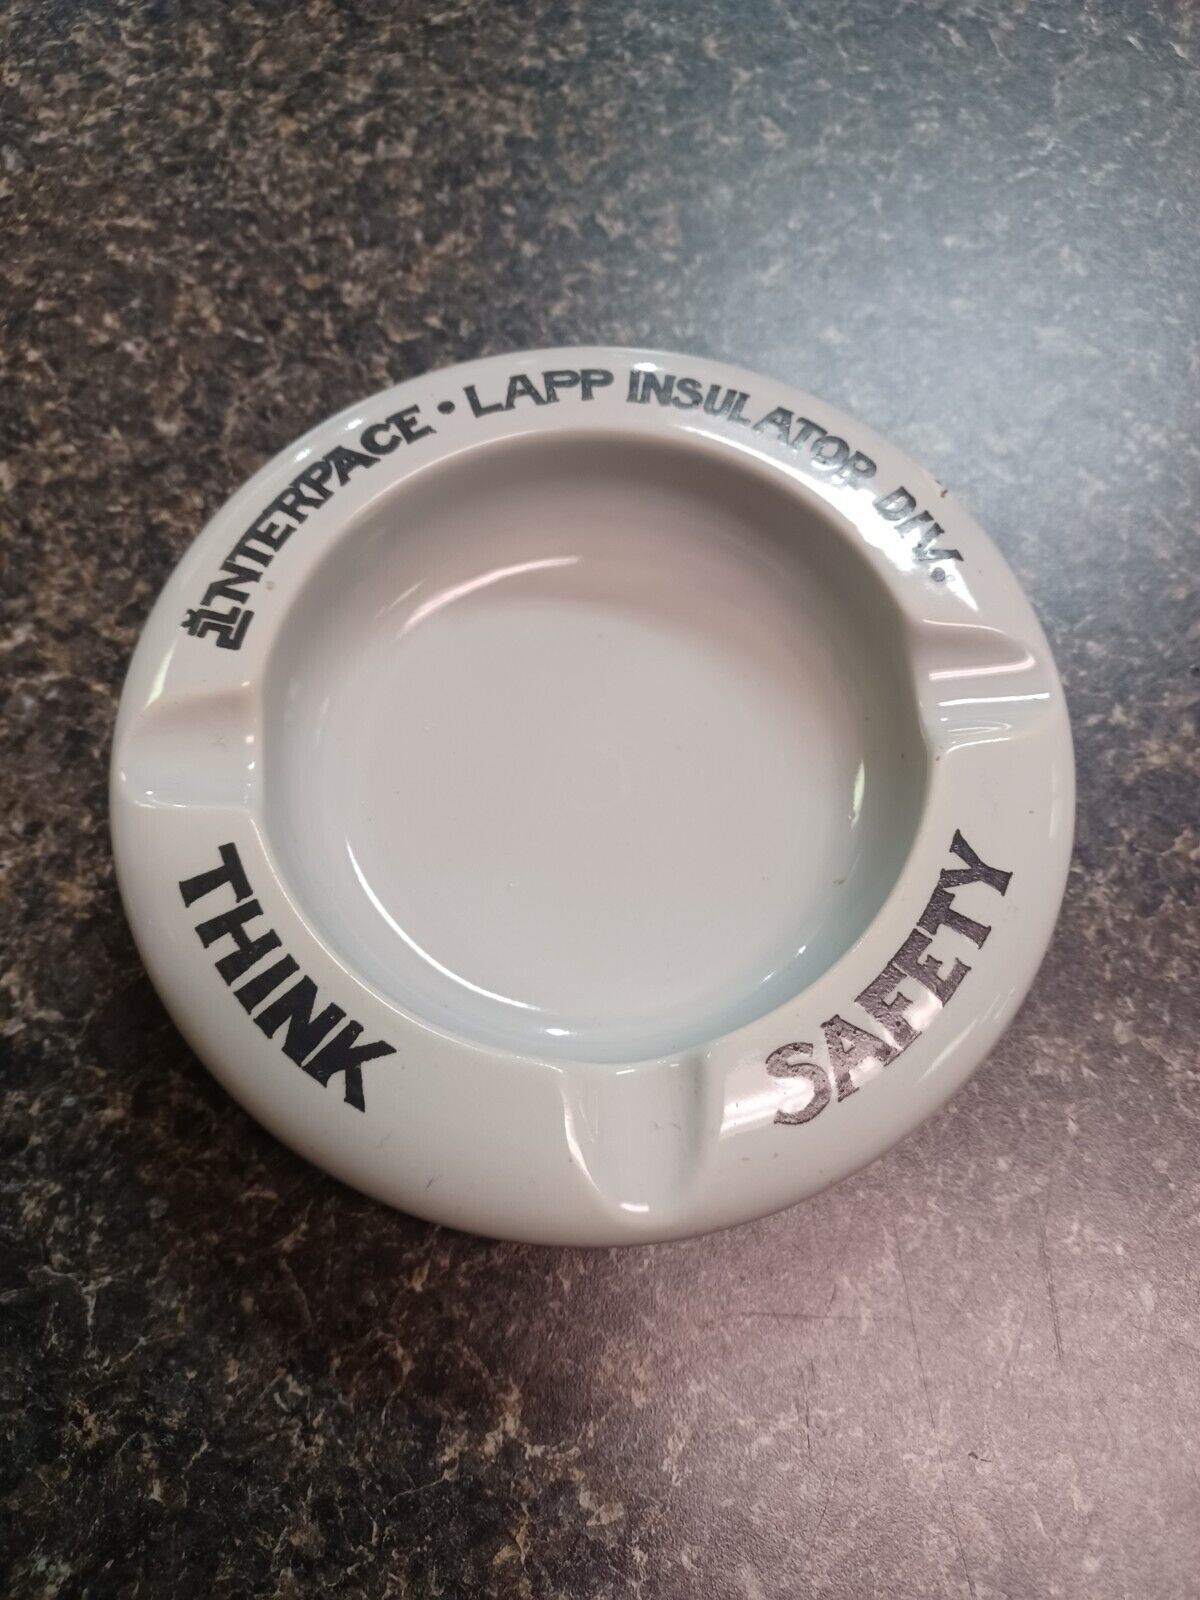 INTERPACE • LAPP INSULATOR DIV.
THINK
SAFETY